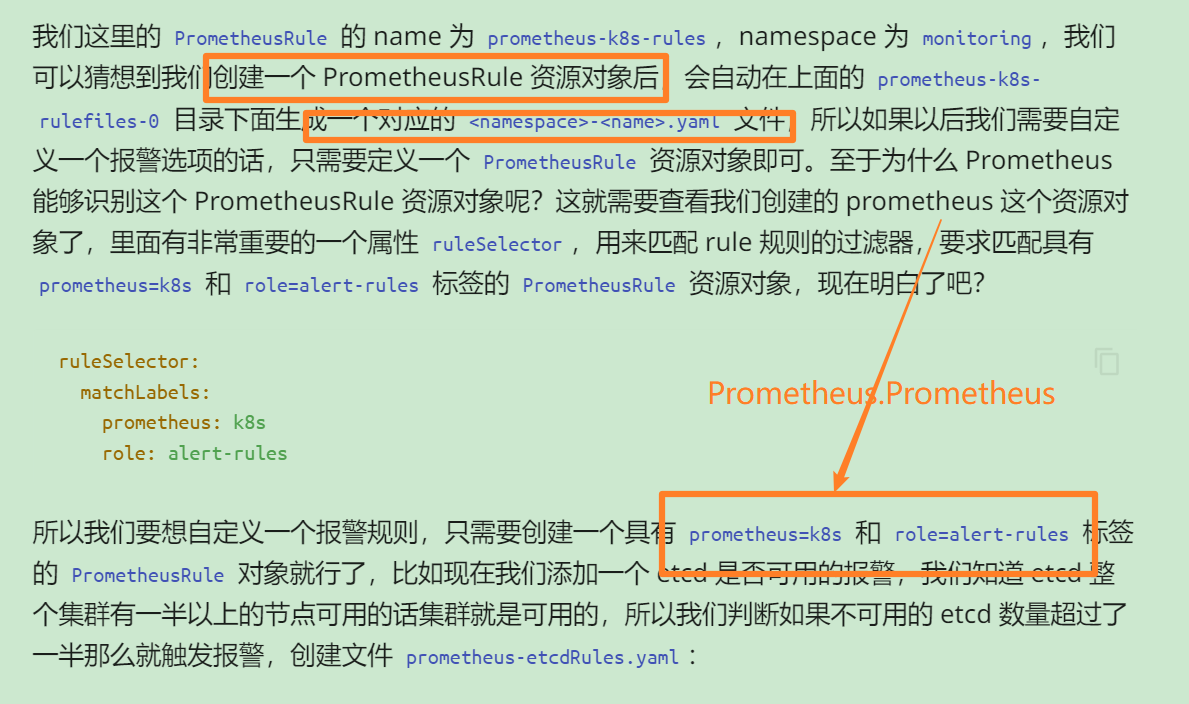 我们这里的 PrometheusRule 的 name 为 prometheus-k8s-rules ，namespace 为 monitoring ，我们
可以猜想到我们创建一个 PrometheusRule 资源对象后，会自动在上面的 prometheus-k8s-
rulefiles-0 目录下面生成一个对应的 <namespace>-<name>.yaml 文件，所以如果以后我们需要自定
义一个报警选项的话，只需要定义一个 PrometheusRule 资源对象即可。至于为什么 Prometheus
能够识别这个 PrometheusRule 资源对象呢？这就需要查看我们创建的 prometheus 这个资源对
象了，里面有非常重要的一个属性 ruleSelector ，用来匹配 rule 规则的过滤器，要求匹配具有
prometheus=k8s 和 role=alert-rules 标签的 PrometheusRule 资源对象，现在明白了吧？
ruleSelector:
matchLabels:
Prometheus.Prometheus
prometheus: k8s
role: alert-rules
所以我们要想自定义一个报警规则，只需要创建一个具有 prometheus=k8s 和 role=alert-rules 标签
的 PrometheusRule 对象就行了，比如现在我们添加一个 etcd 是否可用的报警，我们知道 etcd 整
个集群有一半以上的节点可用的话集群就是可用的，所以我们判断如果不可用的 etcd 数量超过了
一半那么就触发报警，创建文件 prometheus-etcdRules.yaml ：